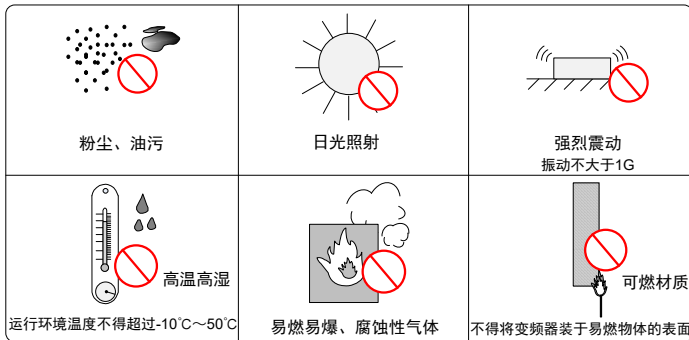 粉尘、油污
日光照射
强烈震动
振动不大于1G
高温高湿
运行环境温度不得超过-10℃～50℃
易燃易爆、腐蚀性气体
可燃材质
不得将变频器装于易燃物体的表面